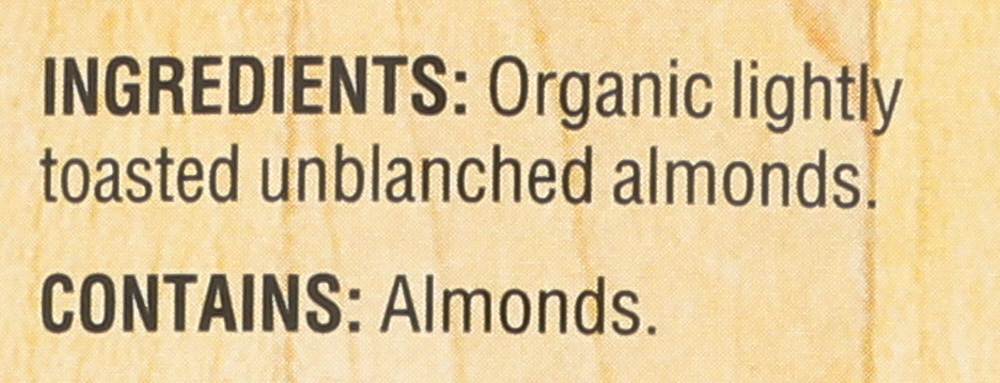 INGREDIENTS: Organic lightly
toasted unblanched almonds.
CONTAINS: Almonds.